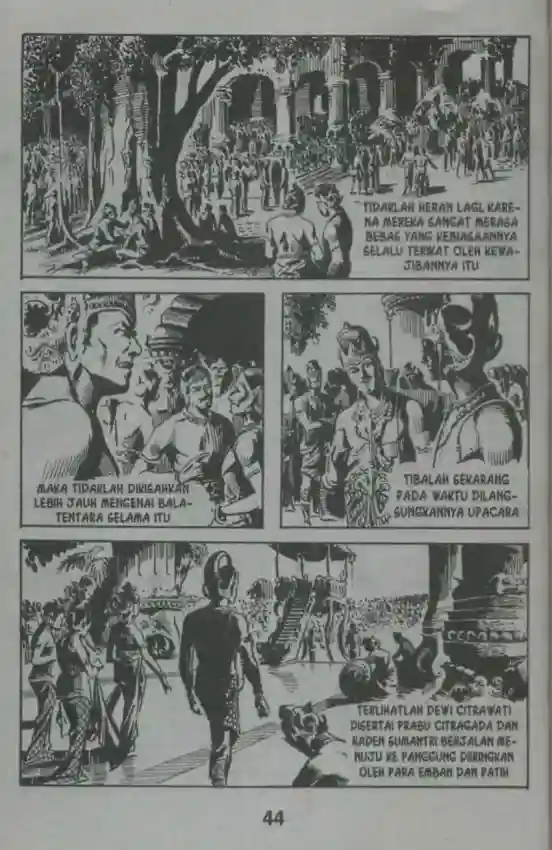 TIDAKLAH HERAN LAGI, KARE-
NA MEREKA SANGAT MERASA
BEBAS YANG KEBIASAANNYA
SELALU TERIKAT OLEH KEWA-
JIBANNYA ITU
MAKA TIDAKLAH DIKISAHKAN
LEBIH JAUH MENGENAI BALA-
TENTARA SELAMA ITU
TIBALAH SEKARANG
PADA WAKTU DILANG-
SUNGKANNYA UPACARA
TERLIHATLAH DEWI CITRAWATI
DISERTAI PRABU CITRAGADA DAN
RADEN SUMANTRI BERJALAN ME-
NUJU KE PANGGUNG DIIRINGKAN
OLEH PARA EMBAN DAN PATIH
44